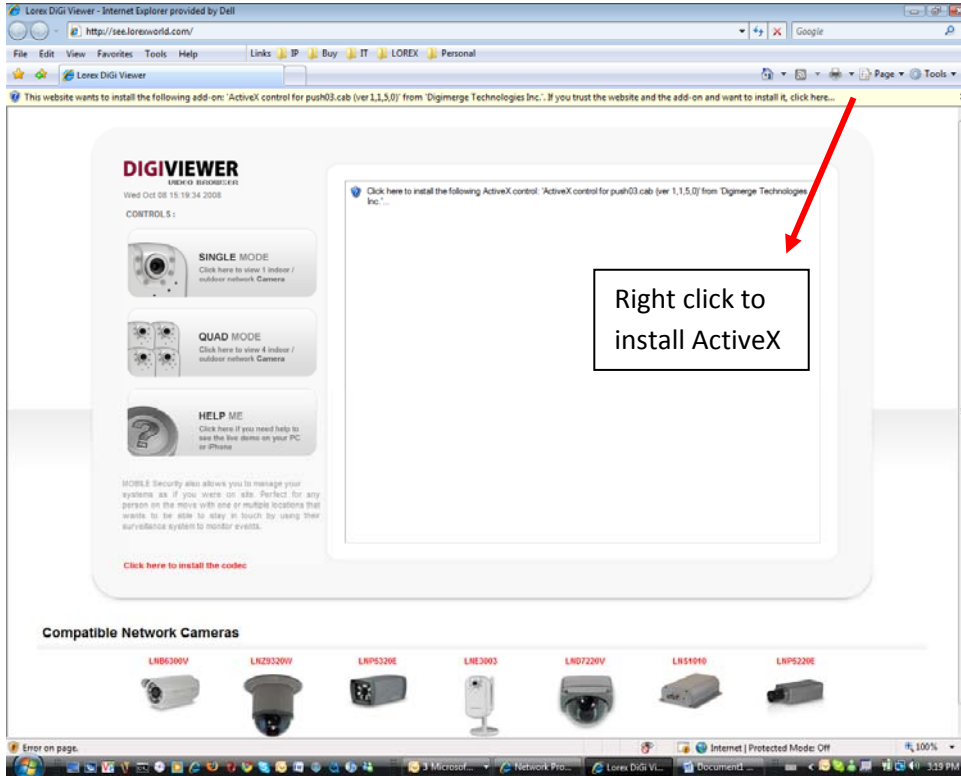 Lorex DiGi Viewer - Internet Explorer provided by Dell
http://see.lorexworld.com/
Google
File Edit View Favorites Tools Help Links IP Buy IT LOREX Personal
Lorex DiGi Viewer
Page Tools
This website wants to install the following add-on: 'ActiveX control for push03.cab (ver 1,1,5,0)' from 'Digimerge Technologies Inc.'. If you trust the website and the add-on and want to install it, click here...
DIGIVIEWER
VIDEO BROWSER
Wed Oct 08 15:19:34 2008
CONTROLS :
Click here to install the following ActiveX control: 'ActiveX control for push03.cab (ver 1,1,5,0)' from 'Digimerge Technologies
Inc.'...
SINGLE MODE
Click here to view 1 indoor /
outdoor network Camera
Right click to
install ActiveX
QUAD MODE
Click here to view 4 indoor /
outdoor network Camera
HELP ME
Click here if you need help to
see the live demo on your PC
or iPhone
MOBILE Security also allows you to manage your
systems as if you were on site. Perfect for any
person on the move with one or multiple locations that
wants to be able to stay in touch by using their
surveillance system to monitor events.
Click here to install the codec
Compatible Network Cameras
LNB6300V LNZ9320W LNP5320E LNE3003 LND7220V LNS1010 LNP5220E
Error on page.
Internet | Protected Mode: Off
100%
3 Microsof...
Network Pro...
Lorex DiGi Vi...
Document1 ...
3:19 PM